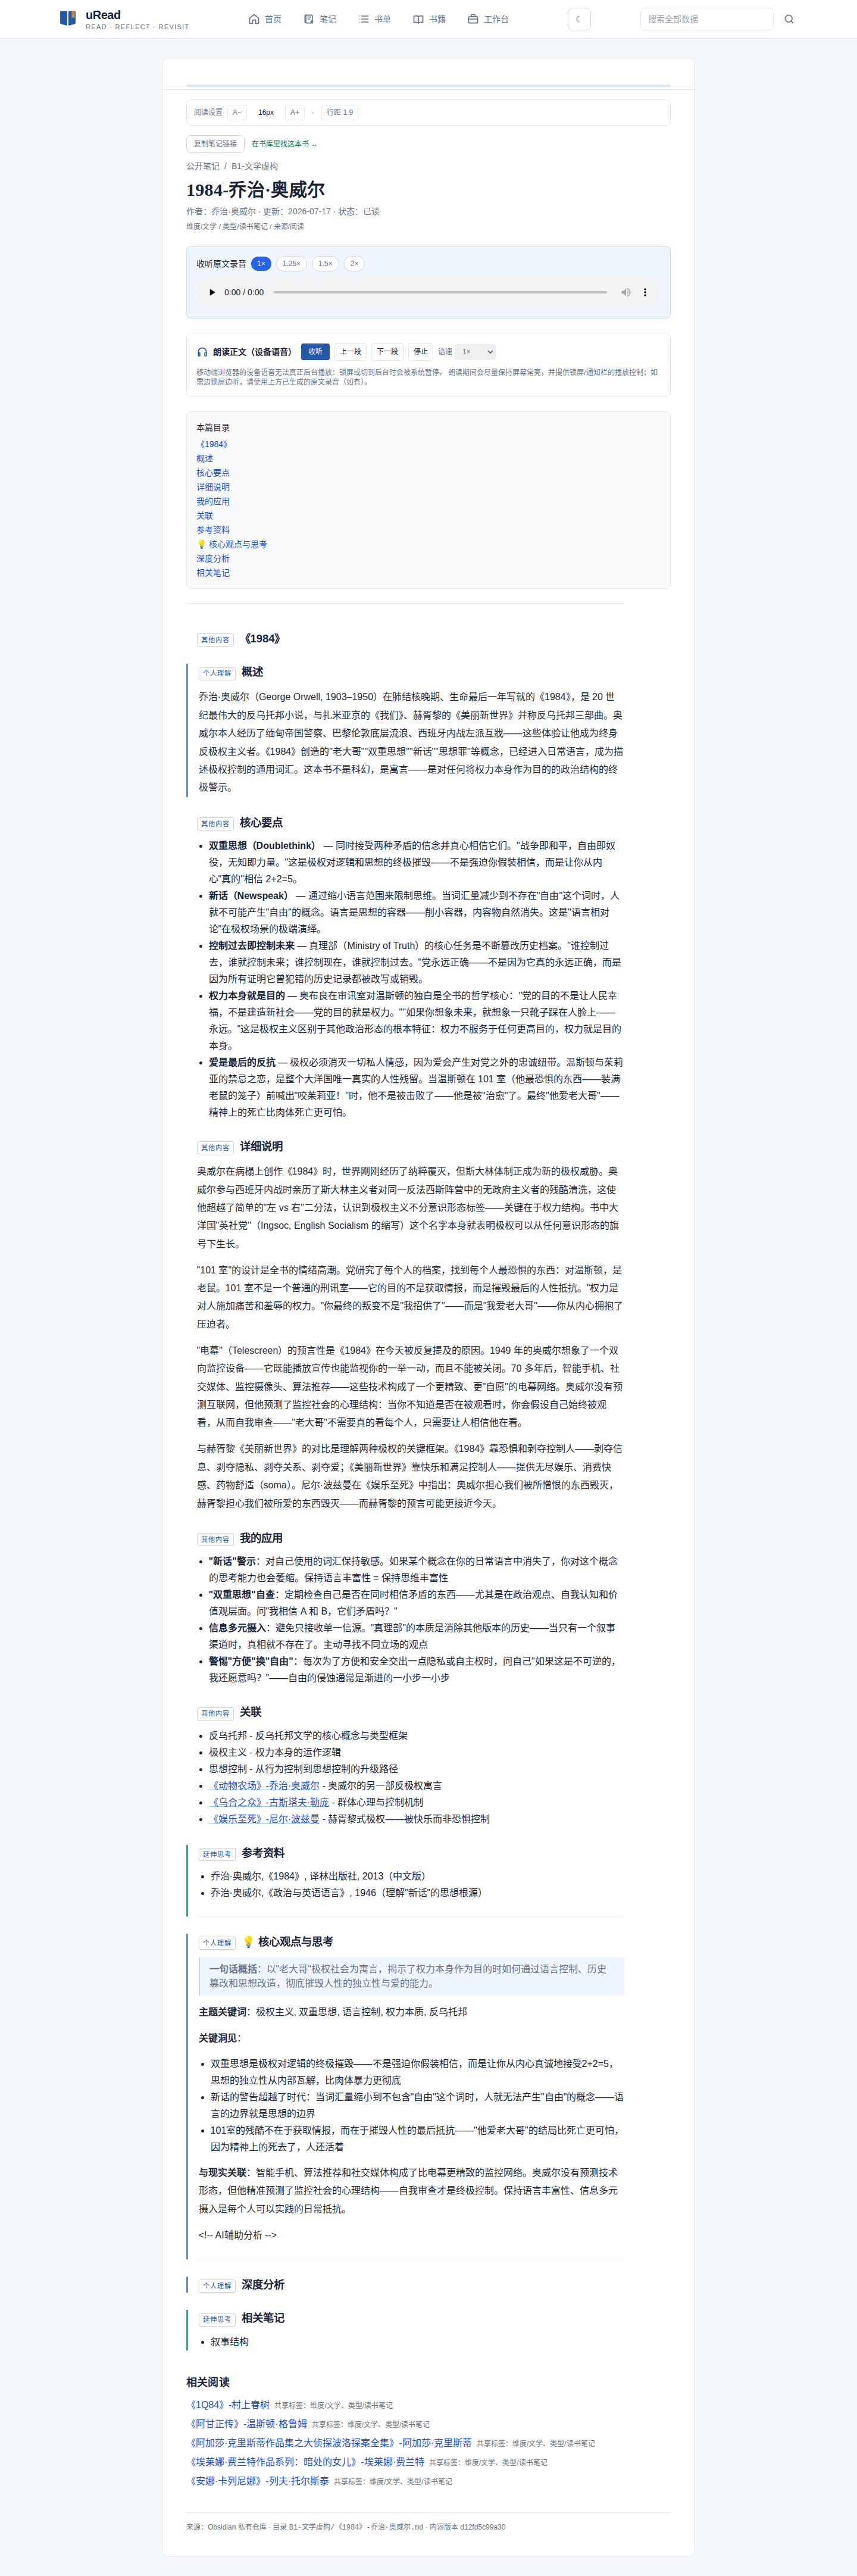 uRead
READ · REFLECT · REVISIT
首页
笔记
书单
书籍
工作台
搜索全部数据
阅读设置 A− 16px A+ · 行距 1.9
复制笔记链接 在书库里找这本书 →
公开笔记 / B1-文学虚构
1984-乔治·奥威尔
作者：乔治·奥威尔 · 更新：2026-07-17 · 状态：已读
维度/文学 / 类型/读书笔记 / 来源/阅读
收听原文录音 1× 1.25× 1.5× 2×
0:00 / 0:00
朗读正文（设备语音） 收听 上一段 下一段 停止 语速 1×
移动端浏览器的设备语音无法真正后台播放：锁屏或切到后台时会被系统暂停。 朗读期间会尽量保持屏幕常亮，并提供锁屏/通知栏的播放控制；如
需边锁屏边听，请使用上方已生成的原文录音（如有）。
本篇目录
《1984》
概述
核心要点
详细说明
我的应用
关联
参考资料
💡 核心观点与思考
深度分析
相关笔记
其他内容 《1984》
个人理解 概述
乔治·奥威尔（George Orwell, 1903–1950）在肺结核晚期、生命最后一年写就的《1984》，是 20 世
纪最伟大的反乌托邦小说，与扎米亚京的《我们》、赫胥黎的《美丽新世界》并称反乌托邦三部曲。奥
威尔本人经历了缅甸帝国警察、巴黎伦敦底层流浪、西班牙内战左派互戕——这些体验让他成为终身
反极权主义者。《1984》创造的"老大哥""双重思想""新话""思想罪"等概念，已经进入日常语言，成为描
述极权控制的通用词汇。这本书不是科幻，是寓言——是对任何将权力本身作为目的的政治结构的终
极警示。
其他内容 核心要点
• 双重思想（Doublethink） — 同时接受两种矛盾的信念并真心相信它们。"战争即和平，自由即奴
役，无知即力量。"这是极权对逻辑和思想的终极摧毁——不是强迫你假装相信，而是让你从内
心"真的"相信 2+2=5。
• 新话（Newspeak） — 通过缩小语言范围来限制思维。当词汇量减少到不存在"自由"这个词时，人
就不可能产生"自由"的概念。语言是思想的容器——削小容器，内容物自然消失。这是"语言相对
论"在极权场景的极端演绎。
• 控制过去即控制未来 — 真理部（Ministry of Truth）的核心任务是不断篡改历史档案。"谁控制过
去，谁就控制未来；谁控制现在，谁就控制过去。"党永远正确——不是因为它真的永远正确，而是
因为所有证明它曾犯错的历史记录都被改写或销毁。
• 权力本身就是目的 — 奥布良在审讯室对温斯顿的独白是全书的哲学核心："党的目的不是让人民幸
福，不是建造新社会——党的目的就是权力。""如果你想象未来，就想象一只靴子踩在人脸上——
永远。"这是极权主义区别于其他政治形态的根本特征：权力不服务于任何更高目的，权力就是目的
本身。
• 爱是最后的反抗 — 极权必须消灭一切私人情感，因为爱会产生对党之外的忠诚纽带。温斯顿与茱莉
亚的禁忌之恋，是整个大洋国唯一真实的人性残留。当温斯顿在 101 室（他最恐惧的东西——装满
老鼠的笼子）前喊出"咬茱莉亚！"时，他不是被击败了——他是被"治愈"了。最终"他爱老大哥"——
精神上的死亡比肉体死亡更可怕。
其他内容 详细说明
奥威尔在病榻上创作《1984》时，世界刚刚经历了纳粹覆灭，但斯大林体制正成为新的极权威胁。奥
威尔参与西班牙内战时亲历了斯大林主义者对同一反法西斯阵营中的无政府主义者的残酷清洗，这使
他超越了简单的"左 vs 右"二分法，认识到极权主义不分意识形态标签——关键在于权力结构。书中大
洋国"英社党"（Ingsoc, English Socialism 的缩写）这个名字本身就表明极权可以从任何意识形态的旗
号下生长。
"101 室"的设计是全书的情绪高潮。党研究了每个人的档案，找到每个人最恐惧的东西：对温斯顿，是
老鼠。101 室不是一个普通的刑讯室——它的目的不是获取情报，而是摧毁最后的人性抵抗。"权力是
对人施加痛苦和羞辱的权力。"你最终的叛变不是"我招供了"——而是"我爱老大哥"——你从内心拥抱了
压迫者。
"电幕"（Telescreen）的预言性是《1984》在今天被反复提及的原因。1949 年的奥威尔想象了一个双
向监控设备——它既能播放宣传也能监视你的一举一动，而且不能被关闭。70 多年后，智能手机、社
交媒体、监控摄像头、算法推荐——这些技术构成了一个更精致、更"自愿"的电幕网络。奥威尔没有预
测互联网，但他预测了监控社会的心理结构：当你不知道是否在被观看时，你会假设自己始终被观
看，从而自我审查——"老大哥"不需要真的看每个人，只需要让人相信他在看。
与赫胥黎《美丽新世界》的对比是理解两种极权的关键框架。《1984》靠恐惧和剥夺控制人——剥夺信
息、剥夺隐私、剥夺关系、剥夺爱；《美丽新世界》靠快乐和满足控制人——提供无尽娱乐、消费快
感、药物舒适（soma）。尼尔·波兹曼在《娱乐至死》中指出：奥威尔担心我们被所憎恨的东西毁灭，
赫胥黎担心我们被所爱的东西毁灭——而赫胥黎的预言可能更接近今天。
其他内容 我的应用
• "新话"警示：对自己使用的词汇保持敏感。如果某个概念在你的日常语言中消失了，你对这个概念
的思考能力也会萎缩。保持语言丰富性 = 保持思维丰富性
• "双重思想"自查：定期检查自己是否在同时相信矛盾的东西——尤其是在政治观点、自我认知和价
值观层面。问"我相信 A 和 B，它们矛盾吗？"
• 信息多元摄入：避免只接收单一信源。"真理部"的本质是消除其他版本的历史——当只有一个叙事
渠道时，真相就不存在了。主动寻找不同立场的观点
• 警惕"方便"换"自由"：每次为了方便和安全交出一点隐私或自主权时，问自己"如果这是不可逆的，
我还愿意吗？"——自由的侵蚀通常是渐进的一小步一小步
其他内容 关联
• 反乌托邦 - 反乌托邦文学的核心概念与类型框架
• 极权主义 - 权力本身的运作逻辑
• 思想控制 - 从行为控制到思想控制的升级路径
• 《动物农场》-乔治·奥威尔 - 奥威尔的另一部反极权寓言
• 《乌合之众》-古斯塔夫·勒庞 - 群体心理与控制机制
• 《娱乐至死》-尼尔·波兹曼 - 赫胥黎式极权——被快乐而非恐惧控制
延伸思考 参考资料
• 乔治·奥威尔,《1984》, 译林出版社, 2013（中文版）
• 乔治·奥威尔,《政治与英语语言》, 1946（理解"新话"的思想根源）
个人理解 💡 核心观点与思考
一句话概括：以"老大哥"极权社会为寓言，揭示了权力本身作为目的时如何通过语言控制、历史
篡改和思想改造，彻底摧毁人性的独立性与爱的能力。
主题关键词：极权主义, 双重思想, 语言控制, 权力本质, 反乌托邦
关键洞见：
• 双重思想是极权对逻辑的终极摧毁——不是强迫你假装相信，而是让你从内心真诚地接受2+2=5，
思想的独立性从内部瓦解，比肉体暴力更彻底
• 新话的警告超越了时代：当词汇量缩小到不包含"自由"这个词时，人就无法产生"自由"的概念——语
言的边界就是思想的边界
• 101室的残酷不在于获取情报，而在于摧毁人性的最后抵抗——"他爱老大哥"的结局比死亡更可怕，
因为精神上的死去了，人还活着
与现实关联：智能手机、算法推荐和社交媒体构成了比电幕更精致的监控网络。奥威尔没有预测技术
形态，但他精准预测了监控社会的心理结构——自我审查才是终极控制。保持语言丰富性、信息多元
摄入是每个人可以实践的日常抵抗。
<!-- AI辅助分析 -->
个人理解 深度分析
延伸思考 相关笔记
• 叙事结构
相关阅读
《1Q84》-村上春树 共享标签：维度/文学、类型/读书笔记
《阿甘正传》-温斯顿·格鲁姆 共享标签：维度/文学、类型/读书笔记
《阿加莎·克里斯蒂作品集之大侦探波洛探案全集》-阿加莎·克里斯蒂 共享标签：维度/文学、类型/读书笔记
《埃莱娜·费兰特作品系列：暗处的女儿》-埃莱娜·费兰特 共享标签：维度/文学、类型/读书笔记
《安娜·卡列尼娜》-列夫·托尔斯泰 共享标签：维度/文学、类型/读书笔记
来源：Obsidian 私有仓库 · 目录 B1-文学虚构/《1984》-乔治·奥威尔.md · 内容版本 d12fd5c99a30